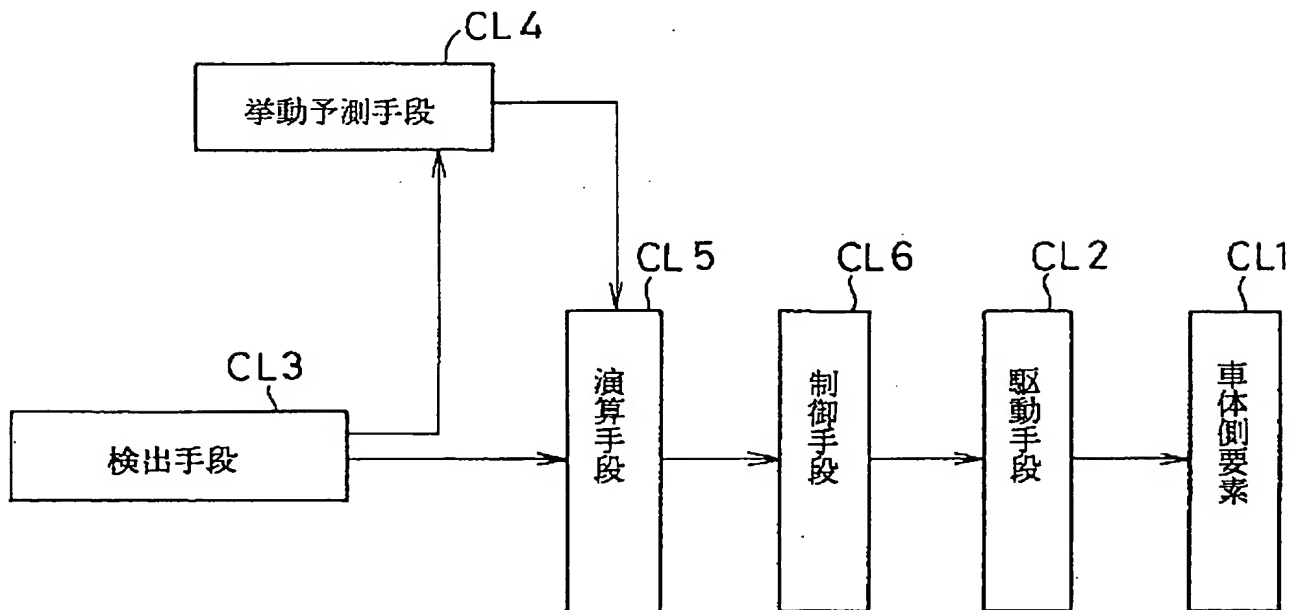 CL4
挙動予測手段
CL5
CL6
CL2
CL1
CL3
検出手段
演算手段
制御手段
駆動手段
車体側要素